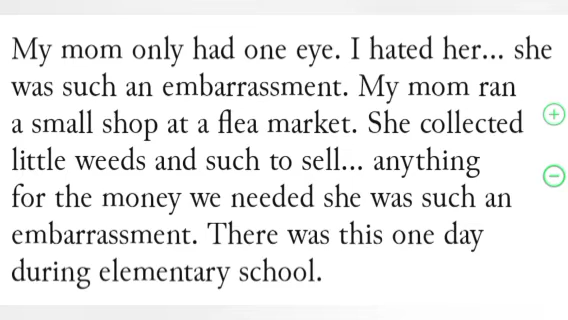 My mom only had one eye. I hated her... she
was such an embarrassment. My mom ran
a small shop at a flea market. She collected
little weeds and such to sell... anything
for the money we needed she was such an
embarrassment. There was this one day
during elementary school.